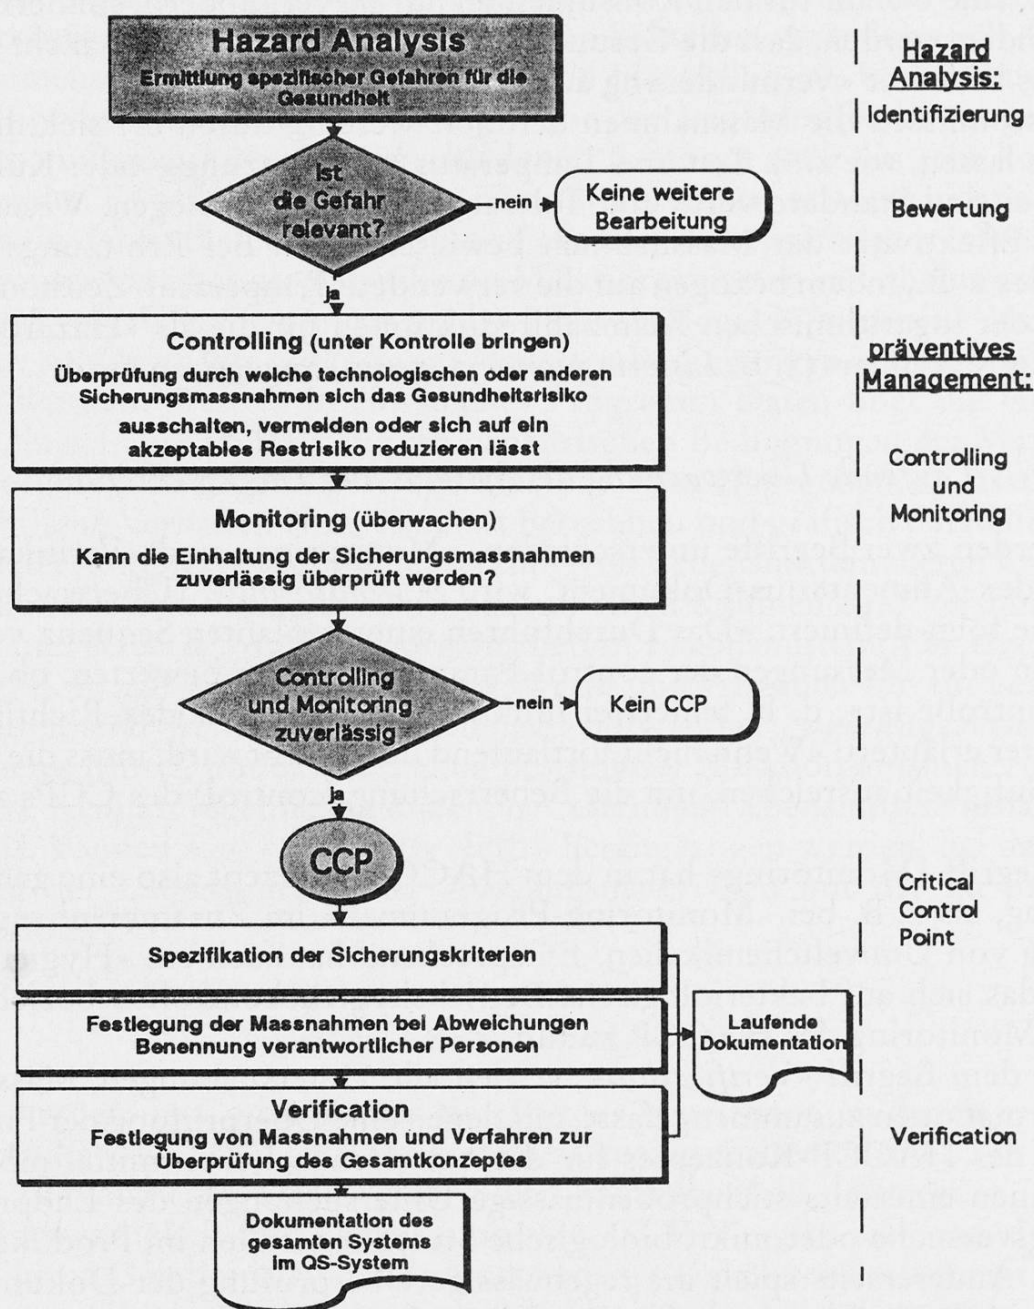 Hazard Analysis
Ermittlung spezifischer Gefahren für die
Gesundheit
Ist
die Gefahr
relevant?
nein
Keine weitere
Bearbeitung
ja
Controlling (unter Kontrolle bringen)
Überprüfung durch welche technologischen oder anderen
Sicherungsmassnahmen sich das Gesundheitsrisiko
ausschalten, vermeiden oder sich auf ein
akzeptables Restrisiko reduzieren lässt
Monitoring (überwachen)
Kann die Einhaltung der Sicherungsmassnahmen
zuverlässig überprüft werden?
Controlling
und Monitoring
zuverlässig
nein
Kein CCP
ja
CCP
Spezifikation der Sicherungskriterien
Festlegung der Massnahmen bei Abweichungen
Benennung verantwortlicher Personen
Laufende
Dokumentation
Verification
Festlegung von Massnahmen und Verfahren zur
Überprüfung des Gesamtkonzeptes
Dokumentation des
gesamten Systems
im QS-System
Hazard
Analysis:
Identifizierung
Bewertung
präventives
Management:
Controlling
und
Monitoring
Critical
Control
Point
Verification